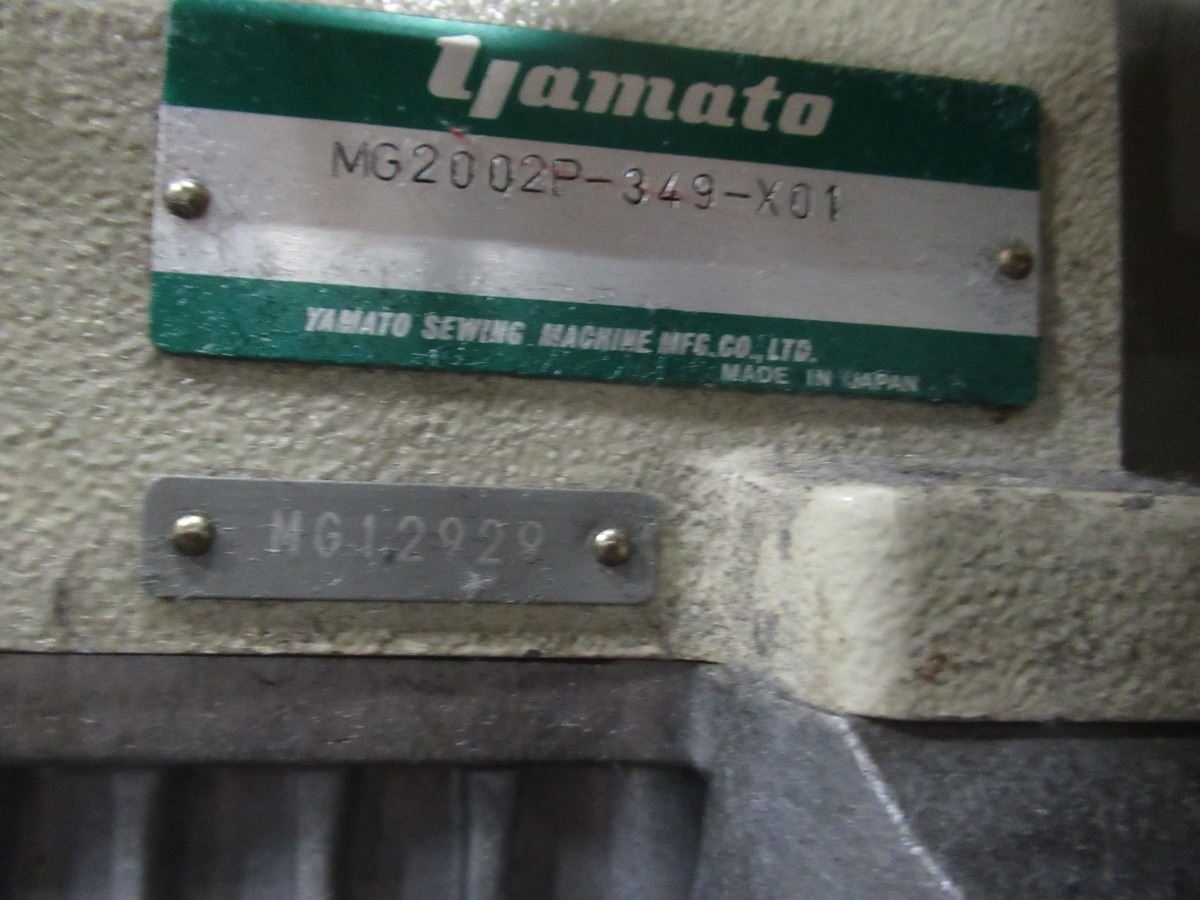 Yamato
MG2002P-349-X01
YAMATO SEWING MACHINE MFG.CO.,LTD.
MADE IN JAPAN
MG12929